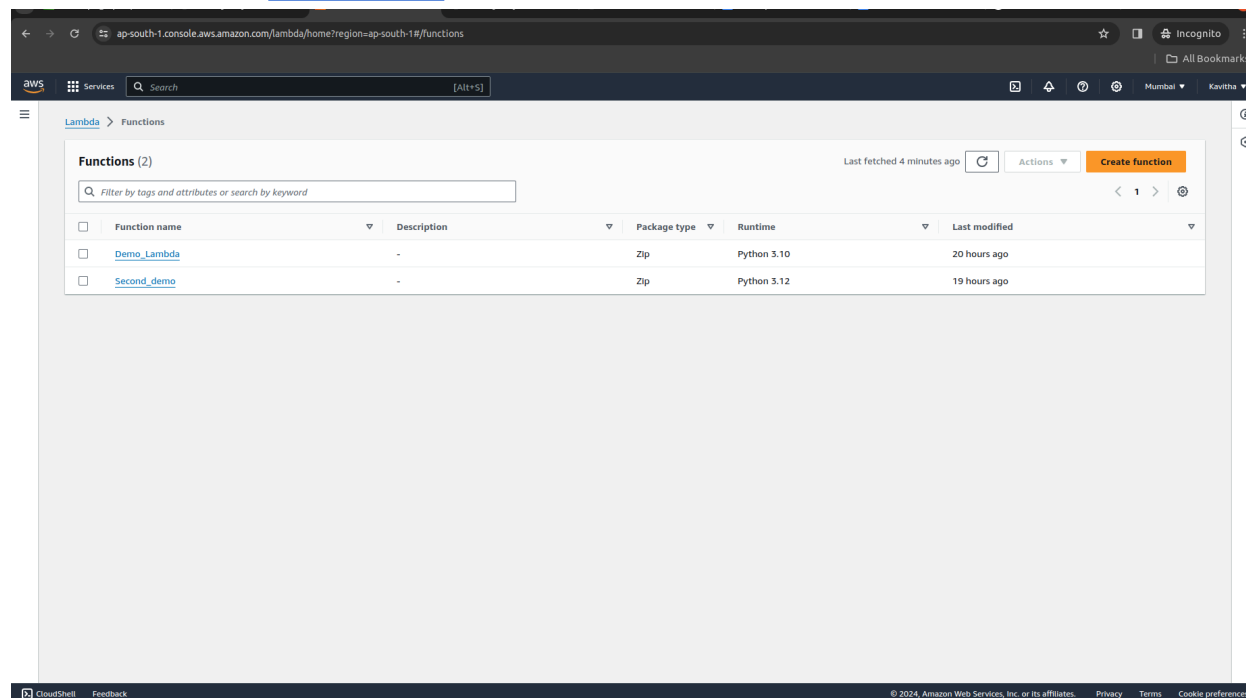 ap-south-1.console.aws.amazon.com/lambda/home?region=ap-south-1#/functions
Incognito
All Bookmarks
aws
Services
Search
[Alt+S]
Mumbai
Kavitha
Lambda > Functions
Functions (2)
Last fetched 4 minutes ago
Actions
Create function
Filter by tags and attributes or search by keyword
1
Function name Description Package type Runtime Last modified
Demo_Lambda - Zip Python 3.10 20 hours ago
Second_demo - Zip Python 3.12 19 hours ago
CloudShell Feedback © 2024, Amazon Web Services, Inc. or its affiliates. Privacy Terms Cookie preferences